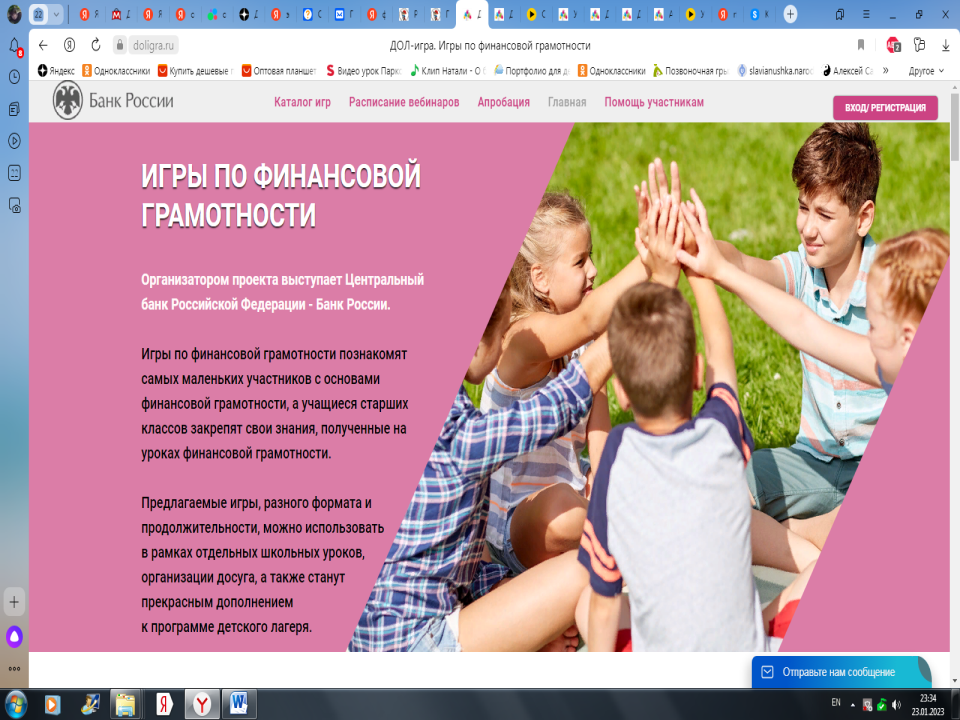 22
doligra.ru
ДОЛ-игра. Игры по финансовой грамотности
Яндекс
Одноклассники
Купить дешевые
Оптовая планшет
Видео урок
Клип Натали - О
Портфолио для д
Одноклассники
Позвоночная
slavianushka.naroc
Алексей
Другое
Банк России
Каталог игр
Расписание вебинаров
Апробация
Главная
Помощь участникам
ВХОД/ РЕГИСТРАЦИЯ
ИГРЫ ПО ФИНАНСОВОЙ
ГРАМОТНОСТИ
Организатором проекта выступает Центральный
банк Российской Федерации - Банк России.
Игры по финансовой грамотности познакомят
самых маленьких участников с основами
финансовой грамотности, а учащиеся старших
классов закрепят свои знания, полученные на
уроках финансовой грамотности.
Предлагаемые игры, разного формата и
продолжительности, можно использовать
в рамках отдельных школьных уроков,
организации досуга, а также станут
прекрасным дополнением
к программе детского лагеря.
Отправьте нам сообщение
EN
23:34
23.01.2023